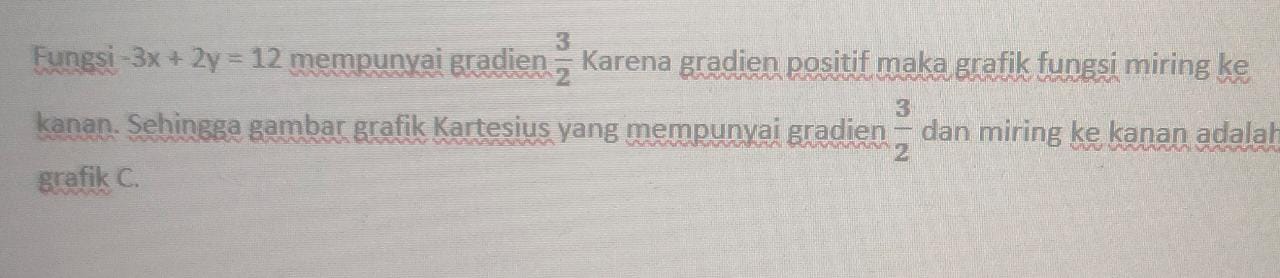 Fungsi -3x + 2y = 12 mempunyai gradien 3/2 Karena gradien positif maka grafik fungsi miring ke
kanan. Sehingga gambar grafik Kartesius yang mempunyai gradien 3/2 dan miring ke kanan adalah
grafik C.